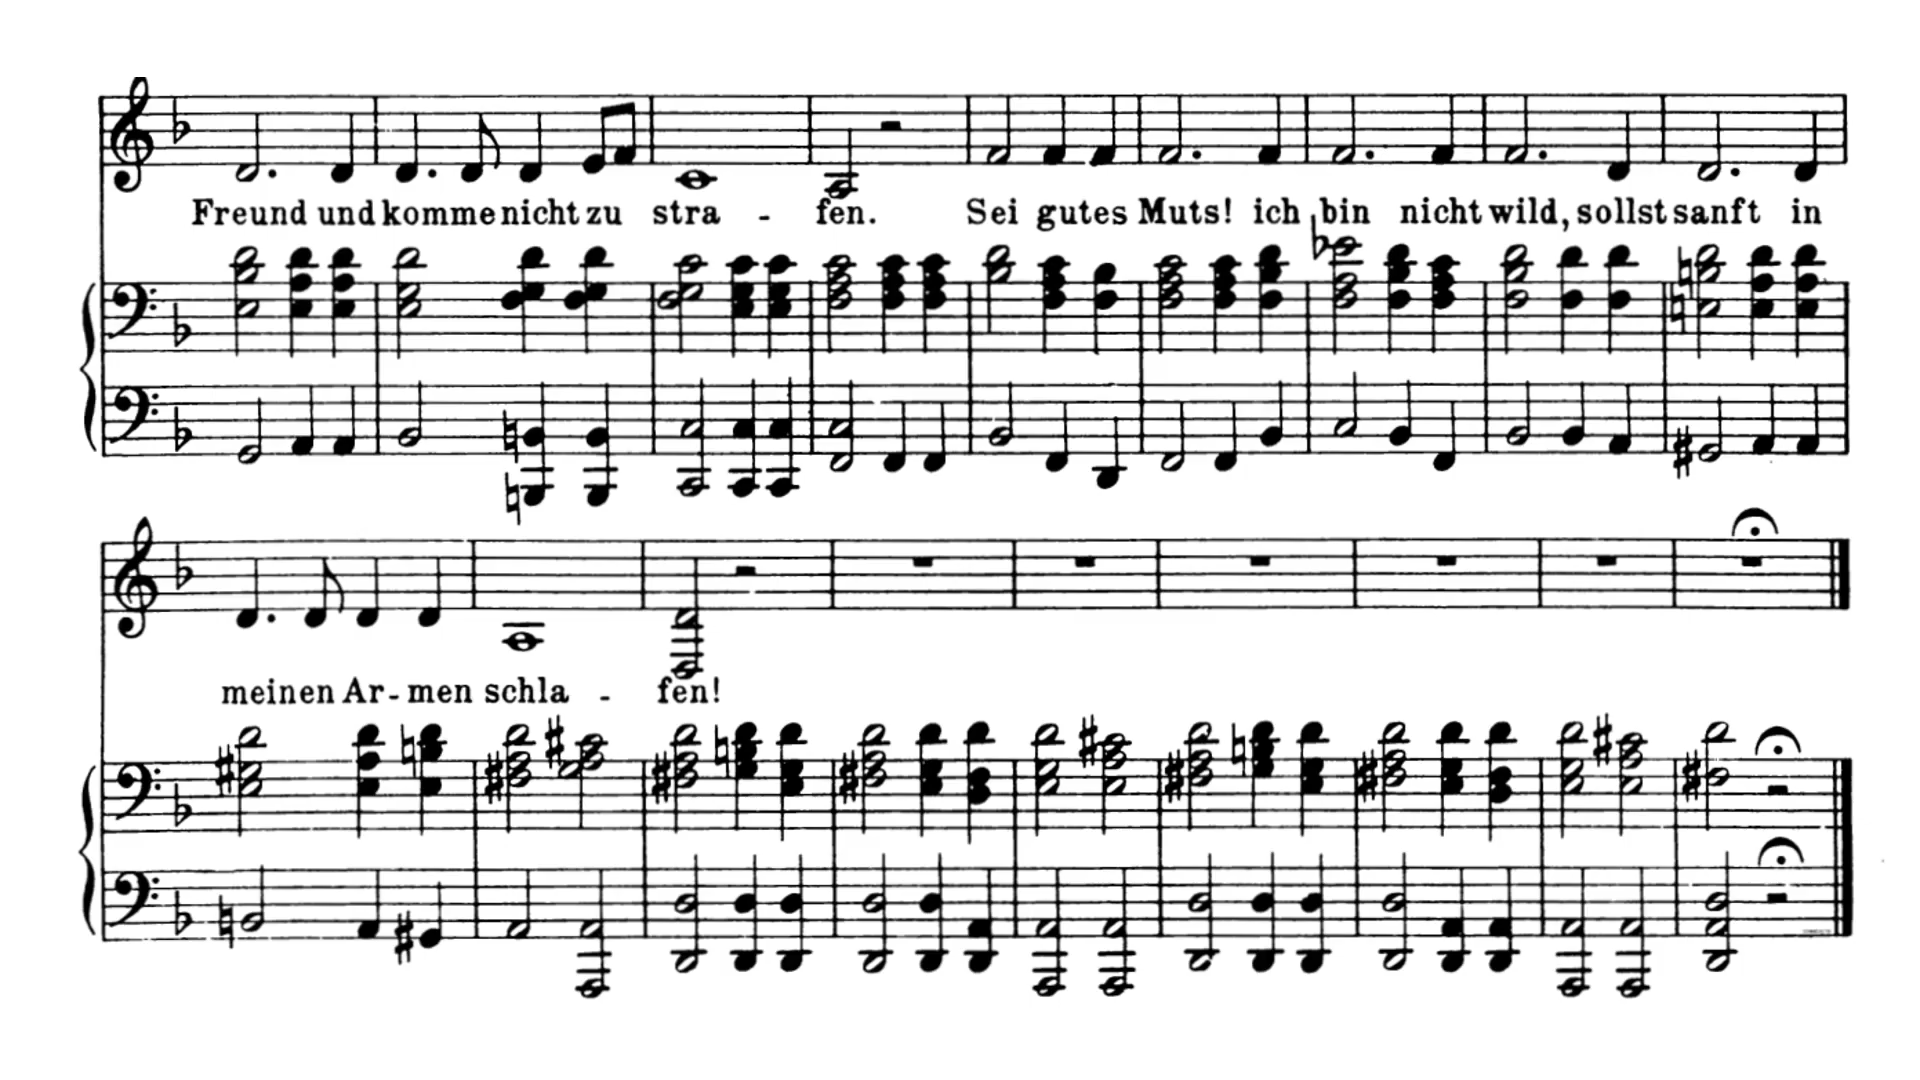 Freund und komme nicht zu stra - fen. Sei gutes Muts! ich bin nicht wild, sollst sanft in
meinen Ar - men schla - fen!